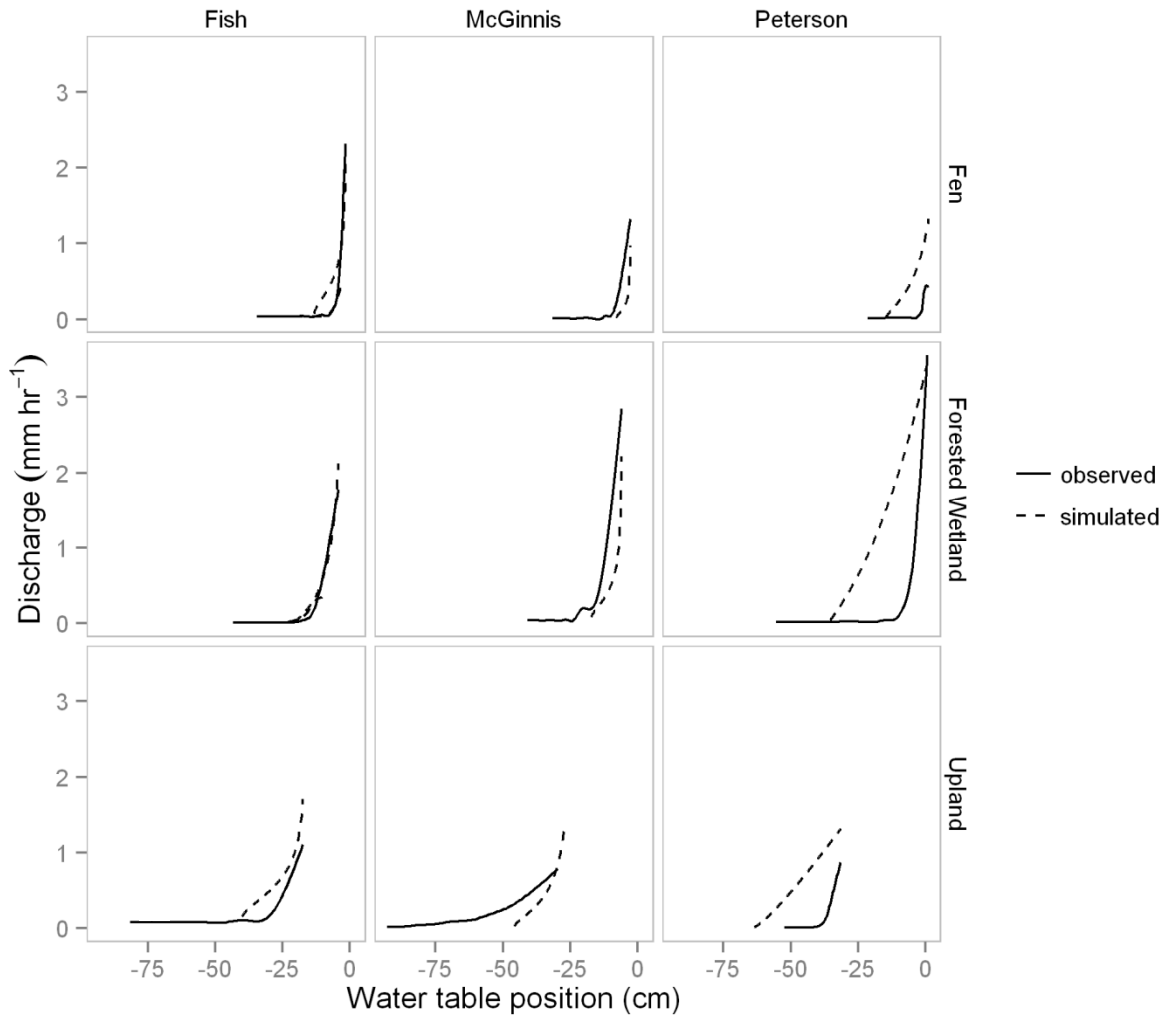 Fish McGinnis Peterson
3
2
1
0
Fen
3
2
1
0
Forested Wetland
3
2
1
0
Upland
Discharge (mm hr⁻¹)
observed
simulated
-75 -50 -25 0 -75 -50 -25 0 -75 -50 -25 0
Water table position (cm)